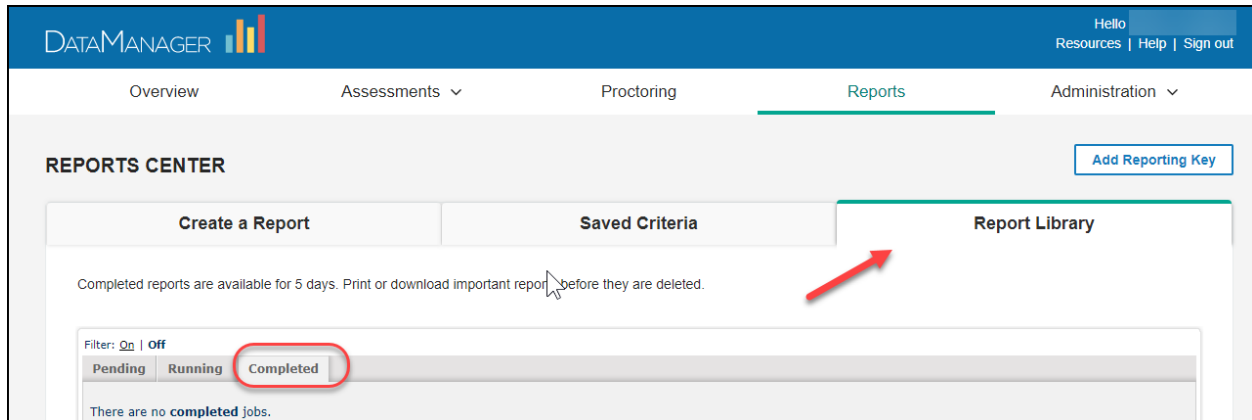 DATAMANAGER
Hello
Resources | Help | Sign out
Overview Assessments Proctoring Reports Administration
REPORTS CENTER
Add Reporting Key
Create a Report Saved Criteria Report Library
Completed reports are available for 5 days. Print or download important before they are deleted.
Filter: On | Off
Pending Running Completed
There are no completed jobs.